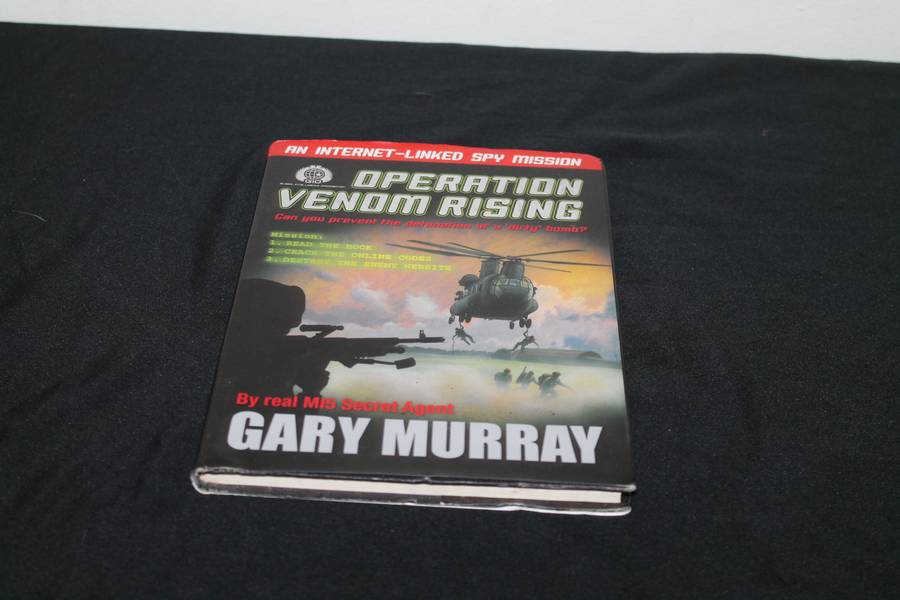 AN INTERNET-LINKED SPY MISSION
OPERATION
VENOM RISING
Can you prevent the detonation of a 'dirty' bomb?
Mission:
1. READ THE BOOK
2. CRACK THE ONLINE CODES
3. DESTROY THE ENEMY WEBSITE
By real MI5 Secret Agent
GARY MURRAY